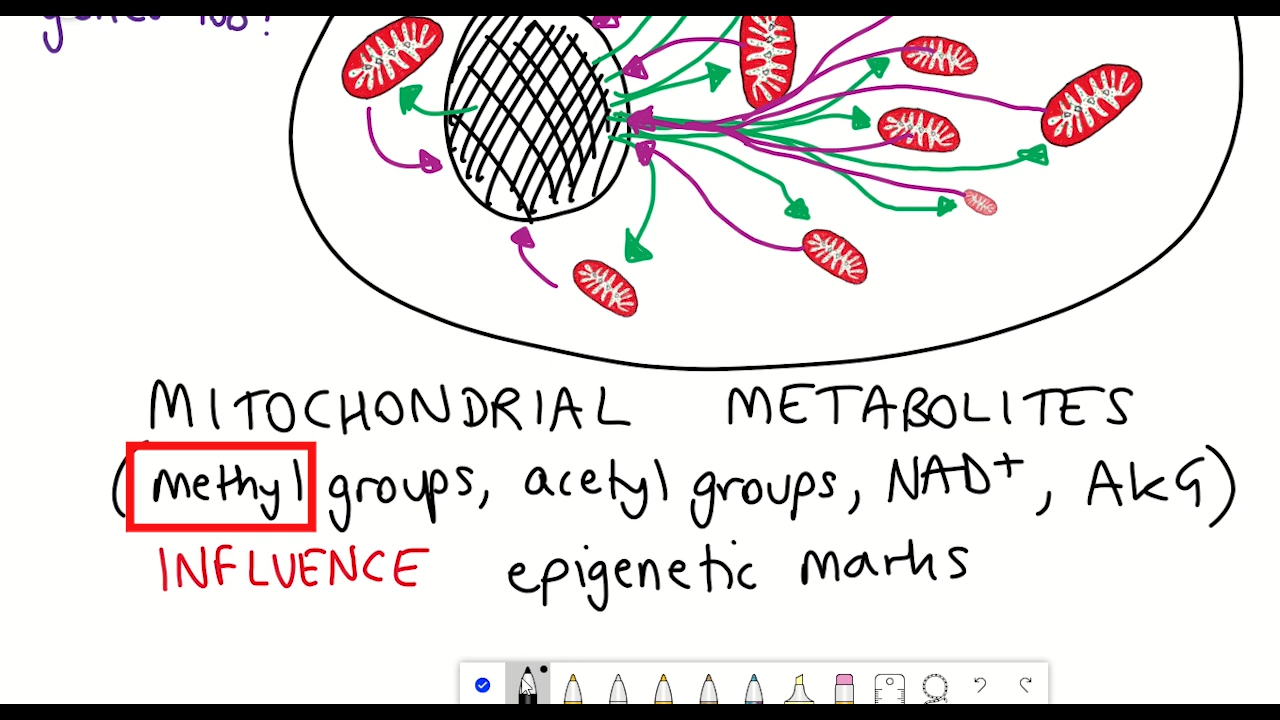 MITOCHONDRIAL METABOLITES
(methyl groups, acetyl groups, NAD+, AKG)
INFLUENCE epigenetic marks